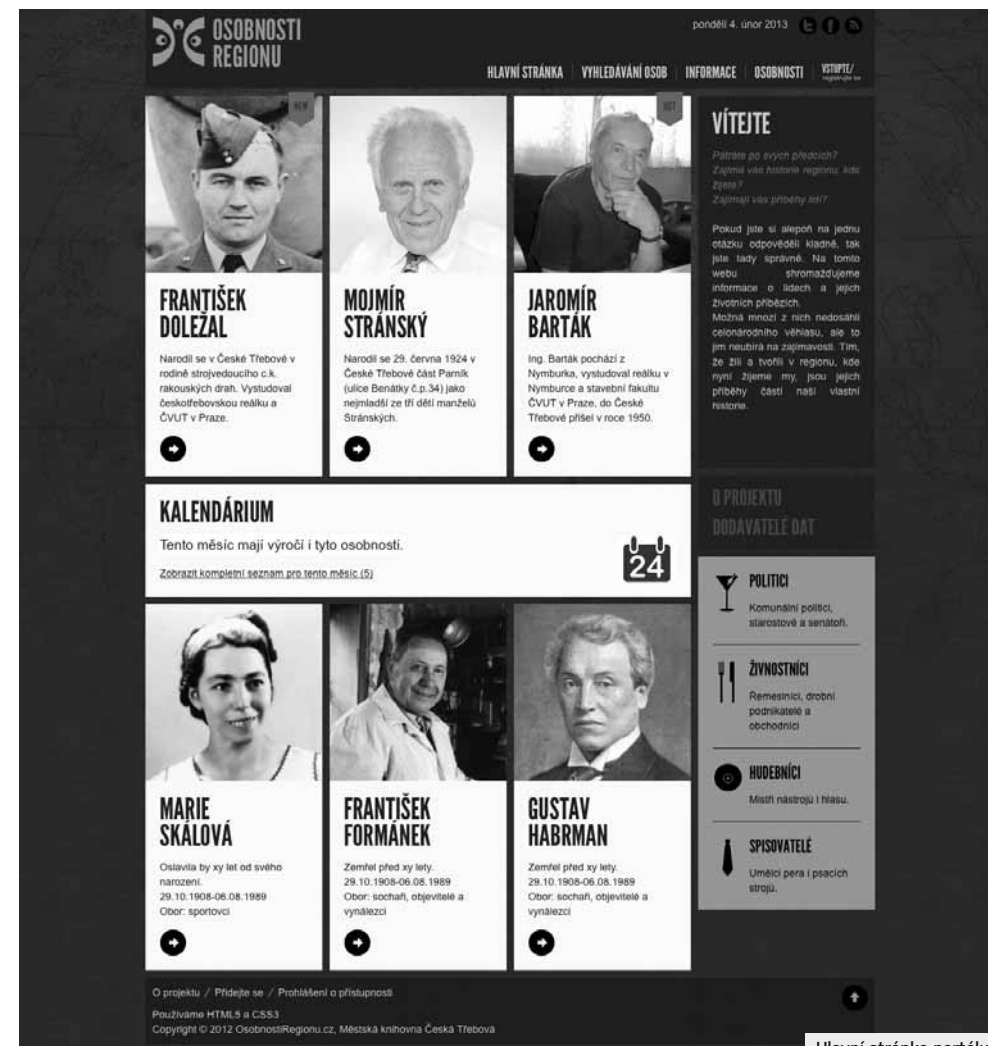 OSOBNOSTI
REGIONU
pondělí 4. únor 2013
HLAVNÍ STRÁNKA
VYHLEDÁVÁNÍ OSOB
INFORMACE
OSOBNOSTI
VSTUPTE/
registrujte se
NEW
HOT
FRANTIŠEK
DOLEŽAL
Narodil se v České Třebové v
rodině strojvedoucího c.k.
rakouských drah. Vystudoval
českotřebovskou reálku a
ČVUT v Praze.
MOJMÍR
STRÁNSKÝ
Narodil se 29. června 1924 v
České Třebové část Parník
(ulice Benátky č.p.34) jako
nejmladší ze tří dětí manželů
Stránských.
JAROMÍR
BARTÁK
Ing. Barták pochází z
Nymburka, vystudoval reálku v
Nymburce a stavební fakultu
ČVUT v Praze, do České
Třebové přišel v roce 1950.
VÍTEJTE
Pátráte po svých předcích?
Zajímá vás historie regionu, kde
žijete?
Zajímají vás příběhy lidí?
Pokud jste si alepoň na jednu
otázku odpověděli kladně, tak
jste tady správně. Na tomto
webu shromažďujeme
informace o lidech a jejich
životních příbězích.
Možná mnozí z nich nedosáhli
celonárodního věhlasu, ale to
jim neubírá na zajímavosti. Tím,
že žili a tvořili v regionu, kde
nyní žijeme my, jsou jejich
příběhy částí naší vlastní
historie.
KALENDÁRIUM
Tento měsíc mají výročí i tyto osobnosti.
Zobrazit kompletní seznam pro tento měsíc (5)
24
O PROJEKTU
DODAVATELÉ DAT
POLITICI
Komunální politici,
starostové a senátoři.
ŽIVNOSTNÍCI
Řemeslníci, drobní
podnikatelé a
obchodníci
HUDEBNÍCI
Mistři nástrojů i hlasu.
SPISOVATELÉ
Umělci pera i psacích
strojů.
MARIE
SKÁLOVÁ
Oslavila by xy let od svého
narození.
29.10.1908-06.08.1989
Obor: sportovci
FRANTIŠEK
FORMÁNEK
Zemřel před xy lety.
29.10.1908-06.08.1989
Obor: sochaři, objevitelé a
vynálezci
GUSTAV
HABRMAN
Zemřel před xy lety.
29.10.1908-06.08.1989
Obor: sochaři, objevitelé a
vynálezci
O projektu / Přidejte se / Prohlášení o přístupnosti
Používáme HTML5 a CSS3
Copyright © 2012 OsobnostiRegionu.cz, Městská knihovna Česká Třebová